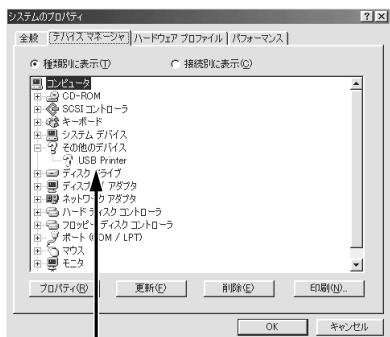 システムのプロパティ
全般 デバイス マネージャ ハードウェア プロファイル パフォーマンス
種類別に表示(T) 接続別に表示(C)
コンピュータ
CD-ROM
SCSI コントローラ
キーボード
システム デバイス
その他のデバイス
USB Printer
ディスク ドライブ
ディスプレイ アダプタ
ネットワーク アダプタ
ハード ディスク コントローラ
フロッピー ディスク コントローラ
ポート (COM / LPT)
マウス
モニタ
プロパティ(R) 更新(F) 削除(E) 印刷(N)...
OK キャンセル